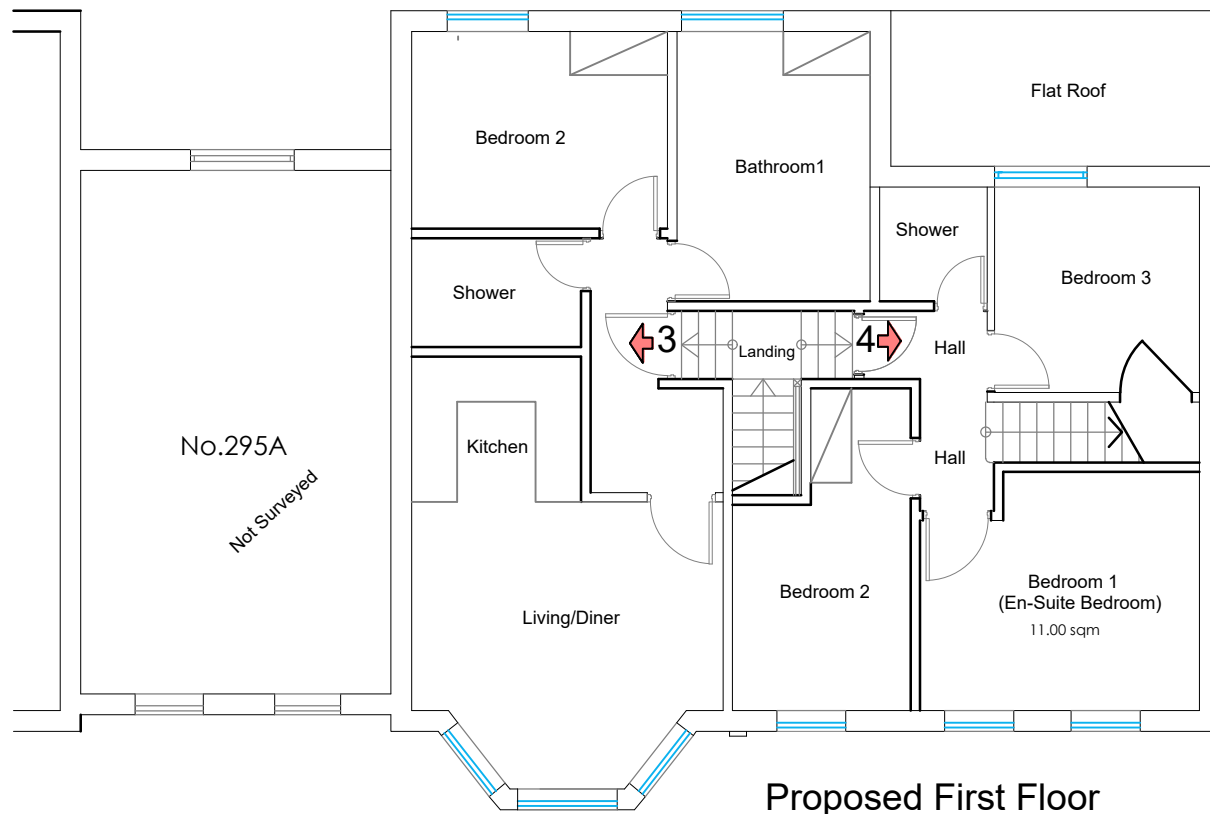 Flat Roof
Bedroom 2
Bathroom1
Shower
Bedroom 3
Shower
3
Landing
4
Hall
No.295A
Not Surveyed
Kitchen
Hall
Bedroom 2
Bedroom 1
(En-Suite Bedroom)
11.00 sqm
Living/Diner
Proposed First Floor